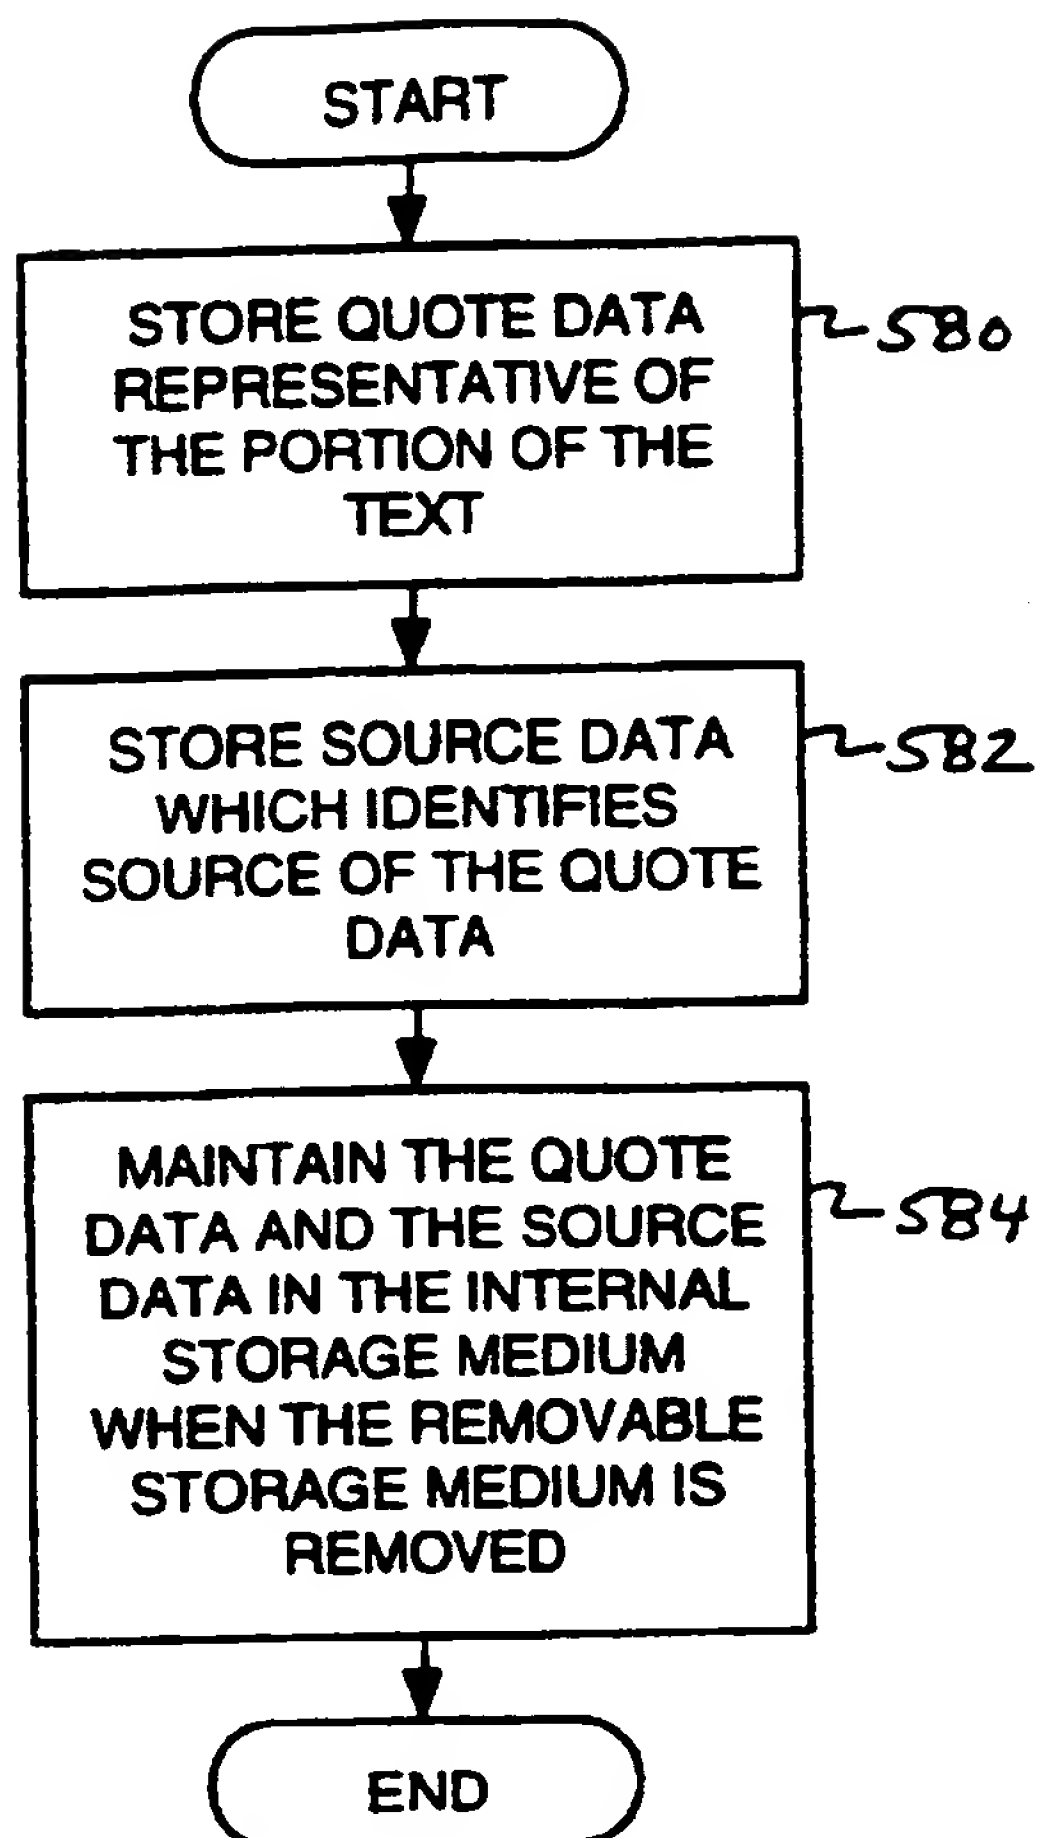 START
STORE QUOTE DATA
REPRESENTATIVE OF
THE PORTION OF THE
TEXT
580
STORE SOURCE DATA
WHICH IDENTIFIES
SOURCE OF THE QUOTE
DATA
582
MAINTAIN THE QUOTE
DATA AND THE SOURCE
DATA IN THE INTERNAL
STORAGE MEDIUM
WHEN THE REMOVABLE
STORAGE MEDIUM IS
REMOVED
584
END